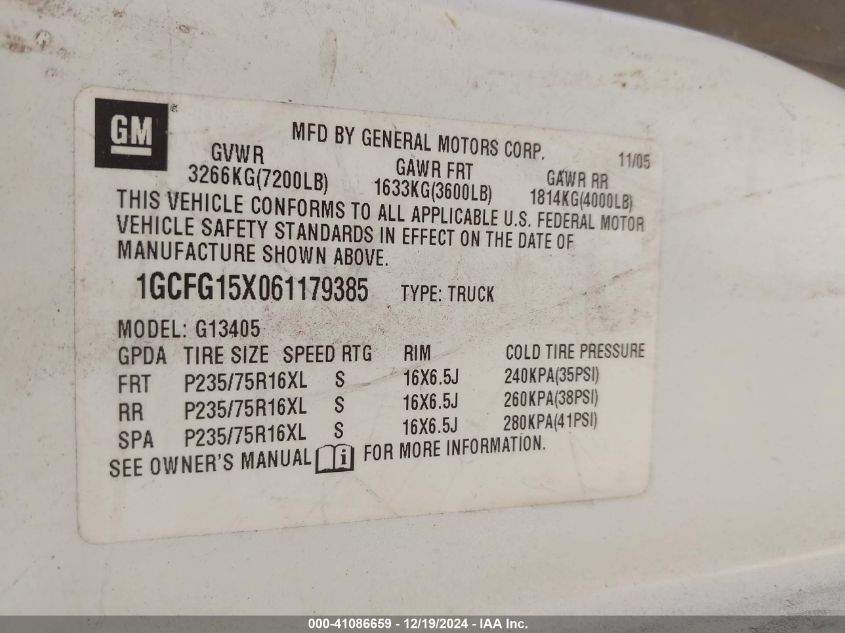 GM ®
MFD BY GENERAL MOTORS CORP. 11/05
GVWR GAWR FRT GAWR RR
3266KG(7200LB) 1633KG(3600LB) 1814KG(4000LB)
THIS VEHICLE CONFORMS TO ALL APPLICABLE U.S. FEDERAL MOTOR
VEHICLE SAFETY STANDARDS IN EFFECT ON THE DATE OF
MANUFACTURE SHOWN ABOVE.
1GCFG15X061179385 TYPE: TRUCK
MODEL: G13405
GPDA TIRE SIZE SPEED RTG RIM COLD TIRE PRESSURE
FRT P235/75R16XL S 16X6.5J 240KPA(35PSI)
RR P235/75R16XL S 16X6.5J 260KPA(38PSI)
SPA P235/75R16XL S 16X6.5J 280KPA(41PSI)
SEE OWNER'S MANUAL i FOR MORE INFORMATION.
000-41086659 - 12/19/2024 - IAA Inc.